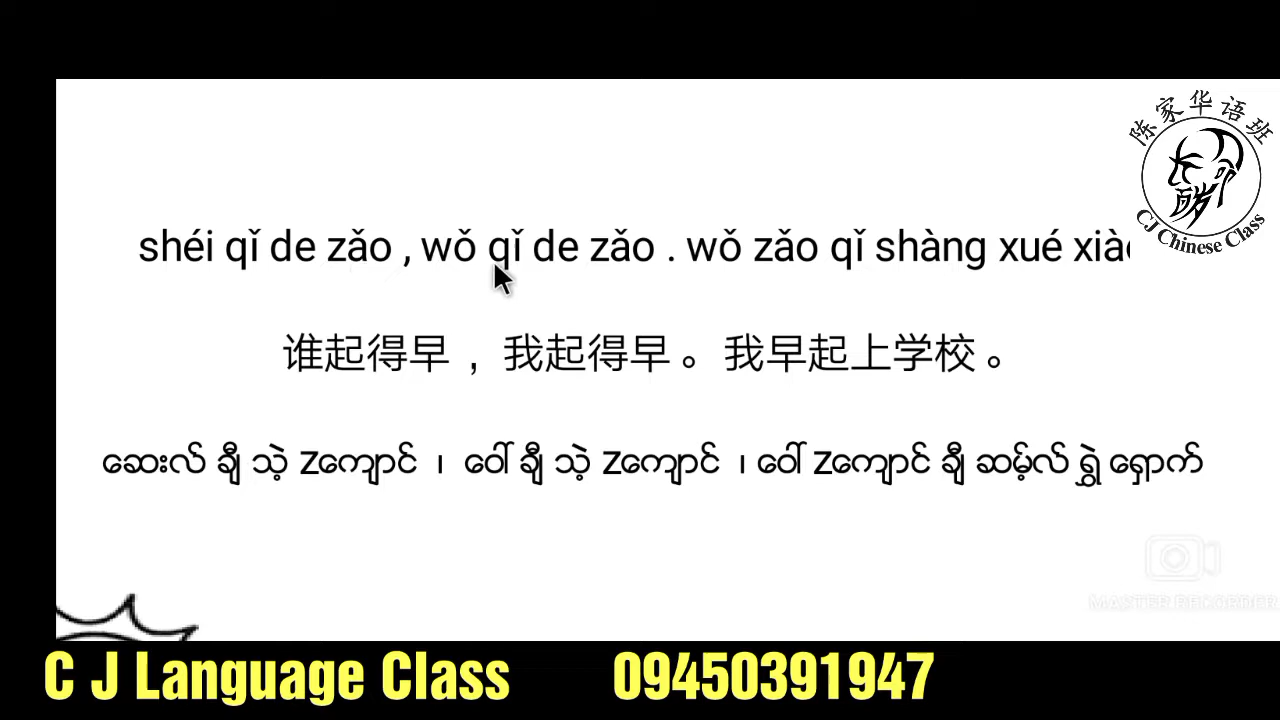 陈家华语班
CJ Chinese Class
shéi qǐ de zǎo , wǒ qǐ de zǎo . wǒ zǎo qǐ shàng xué
谁起得早，我起得早。我早起上学校。
ဆေးလ် ချီ သဲ့ zကျောင် ၊ ဝေါ် ချီ သဲ့ zကျောင် ၊ ဝေါ် zကျောင် ချီ ဆမ့်လ် ရွှဲ ရှောက်
MASTER RECORDER
C J Language Class 09450391947